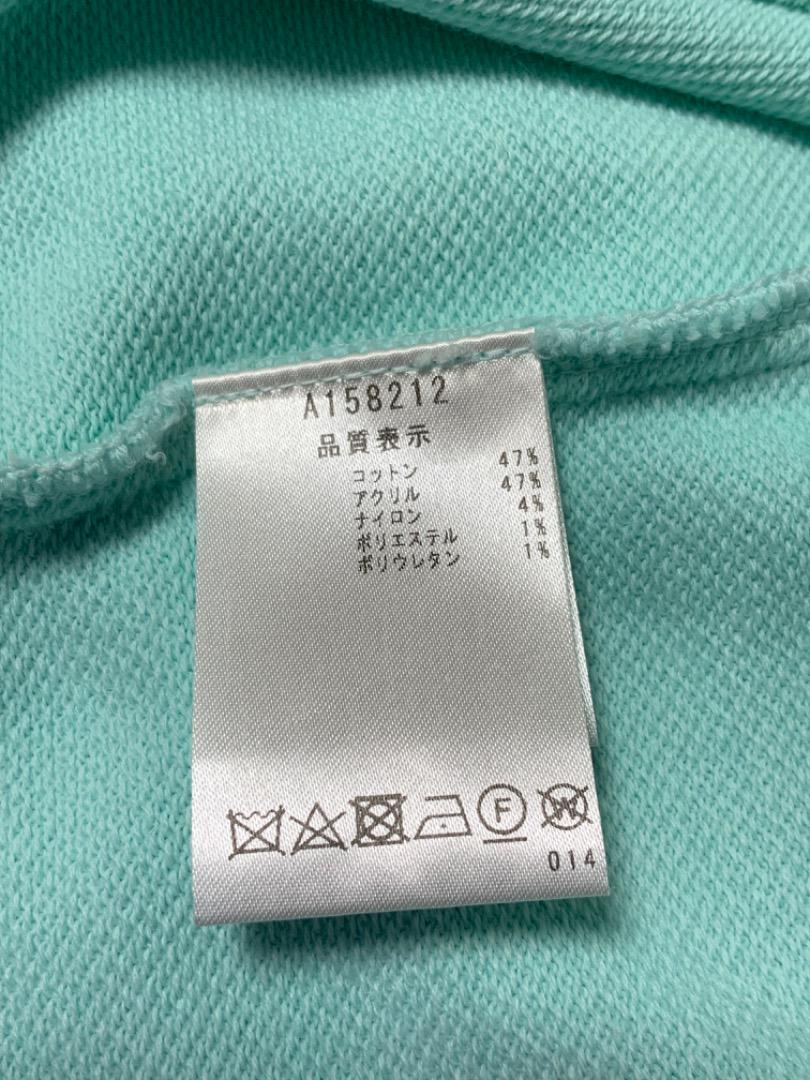 A158212
品質表示
コットン 47%
アクリル 47%
ナイロン 4%
ポリエステル 1%
ポリウレタン 1%
F W
014